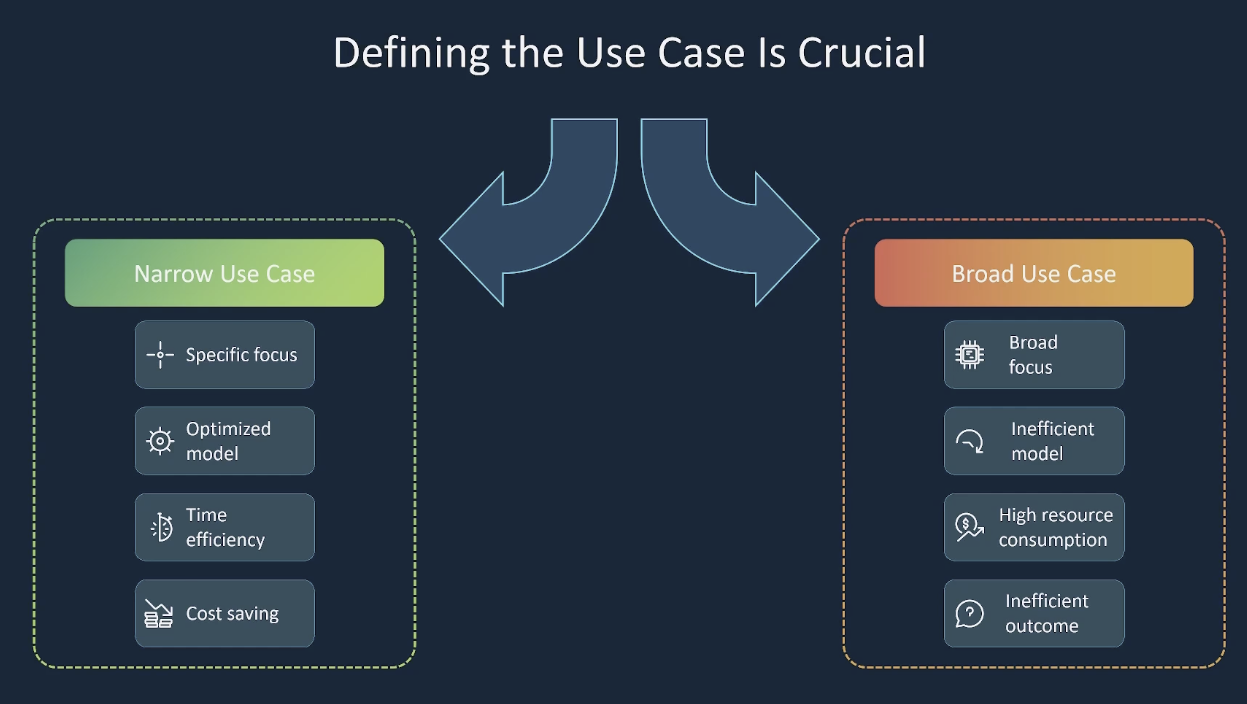 Defining the Use Case Is Crucial
Narrow Use Case
Specific focus
Optimized
model
Time
efficiency
Cost saving
Broad Use Case
Broad
focus
Inefficient
model
High resource
consumption
Inefficient
outcome